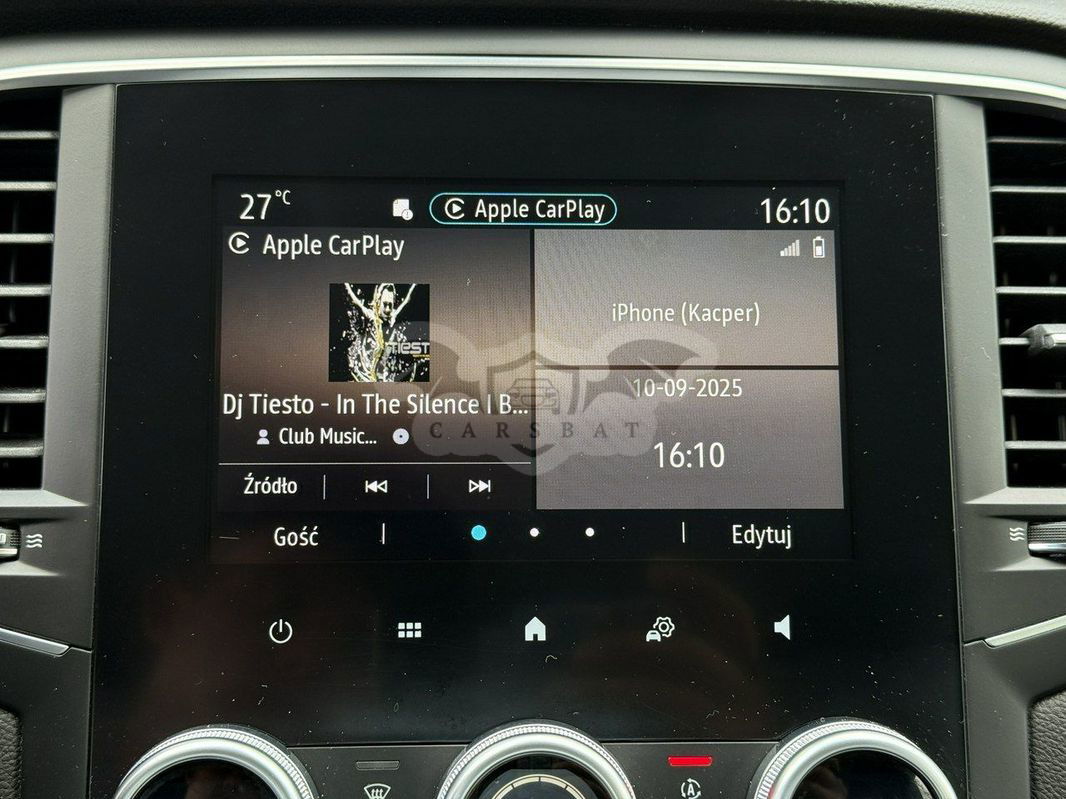 27°C
Apple CarPlay
16:10
Apple CarPlay
TIEST
Dj Tiesto - In The Silence I B...
Club Music...
Źródło
iPhone (Kacper)
10-09-2025
16:10
CARSBAT
Gość
Edytuj
A